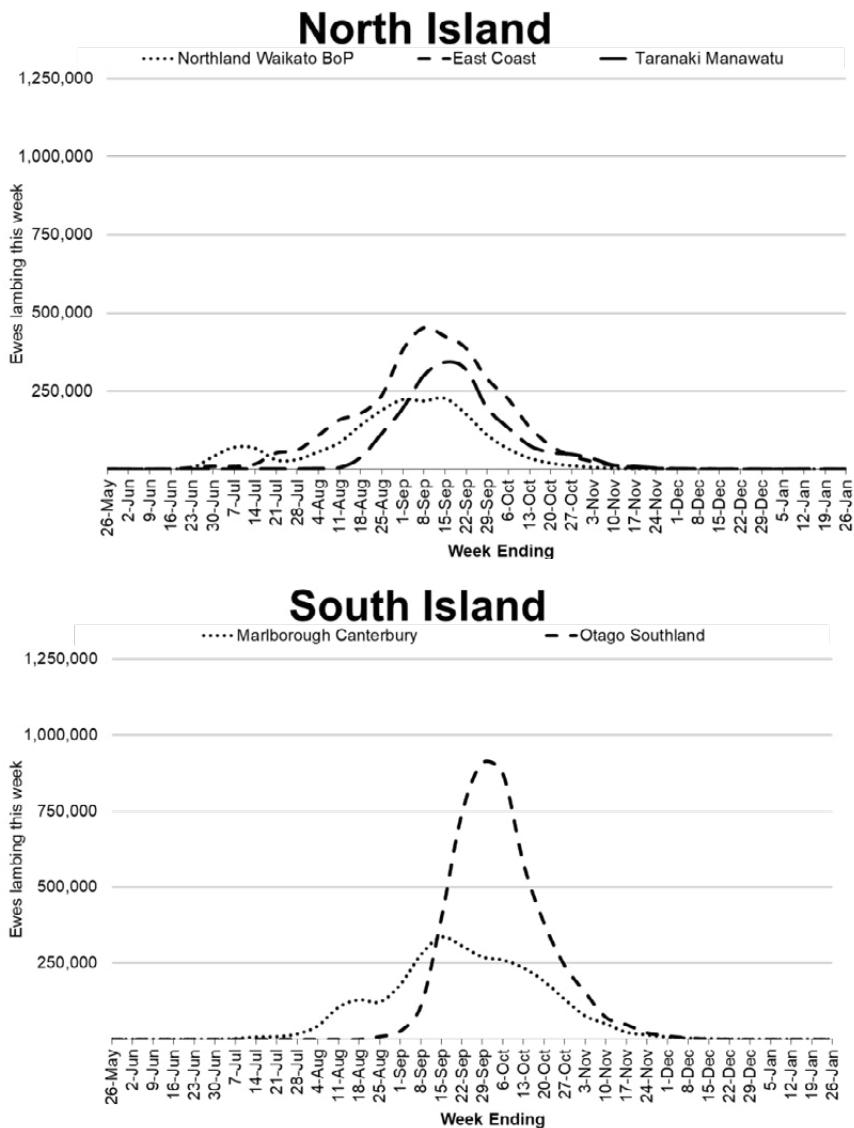 North Island
Northland Waikato BoP East Coast Taranaki Manawatu
1,250,000
1,000,000
750,000
500,000
250,000
Ewes lambing this week
26-May 2-Jun 9-Jun 16-Jun 23-Jun 30-Jun 7-Jul 14-Jul 21-Jul 28-Jul 4-Aug 11-Aug 18-Aug 25-Aug 1-Sep 8-Sep 15-Sep 22-Sep 29-Sep 6-Oct 13-Oct 20-Oct 27-Oct 3-Nov 10-Nov 17-Nov 24-Nov 1-Dec 8-Dec 15-Dec 22-Dec 29-Dec 5-Jan 12-Jan 19-Jan 26-Jan
Week Ending
South Island
Marlborough Canterbury Otago Southland
1,250,000
1,000,000
750,000
500,000
250,000
Ewes lambing this week
26-May 2-Jun 9-Jun 16-Jun 23-Jun 30-Jun 7-Jul 14-Jul 21-Jul 28-Jul 4-Aug 11-Aug 18-Aug 25-Aug 1-Sep 8-Sep 15-Sep 22-Sep 29-Sep 6-Oct 13-Oct 20-Oct 27-Oct 3-Nov 10-Nov 17-Nov 24-Nov 1-Dec 8-Dec 15-Dec 22-Dec 29-Dec 5-Jan 12-Jan 19-Jan 26-Jan
Week Ending